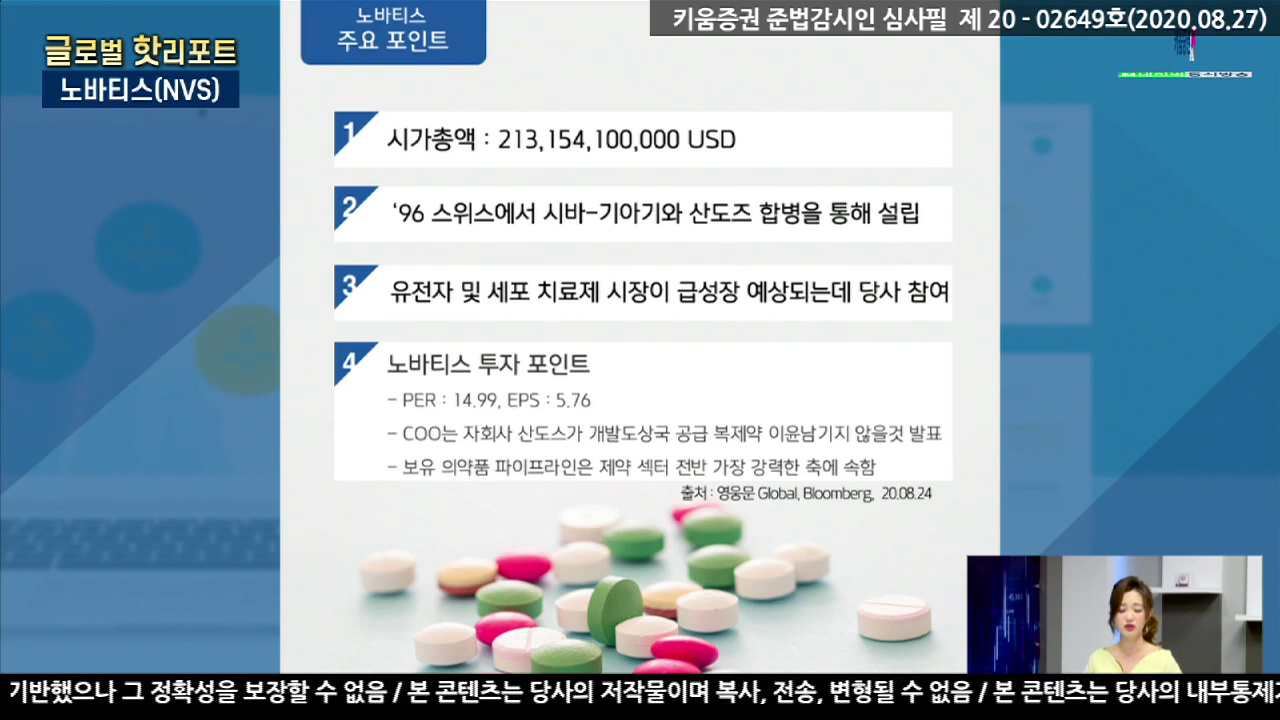 노바티스
주요 포인트
키움증권 준법감시인 심사필 제 20 - 02649호(2020.08.27)
글로벌 핫리포트
노바티스(NVS)
1
시가총액 : 213,154,100,000 USD
2
‘96 스위스에서 시바-기아기와 산도즈 합병을 통해 설립
3
유전자 및 세포 치료제 시장이 급성장 예상되는데 당사 참여
4
노바티스 투자 포인트
- PER : 14.99, EPS : 5.76
- COO는 자회사 산도스가 개발도상국 공급 복제약 이윤남기지 않을것 발표
- 보유 의약품 파이프라인은 제약 섹터 전반 가장 강력한 축에 속함
출처 : 영웅문 Global, Bloomberg, 20.08.24
기반했으나 그 정확성을 보장할 수 없음 / 본 콘텐츠는 당사의 저작물이며 복사, 전송, 변형될 수 없음 / 본 콘텐츠는 당사의 내부통제